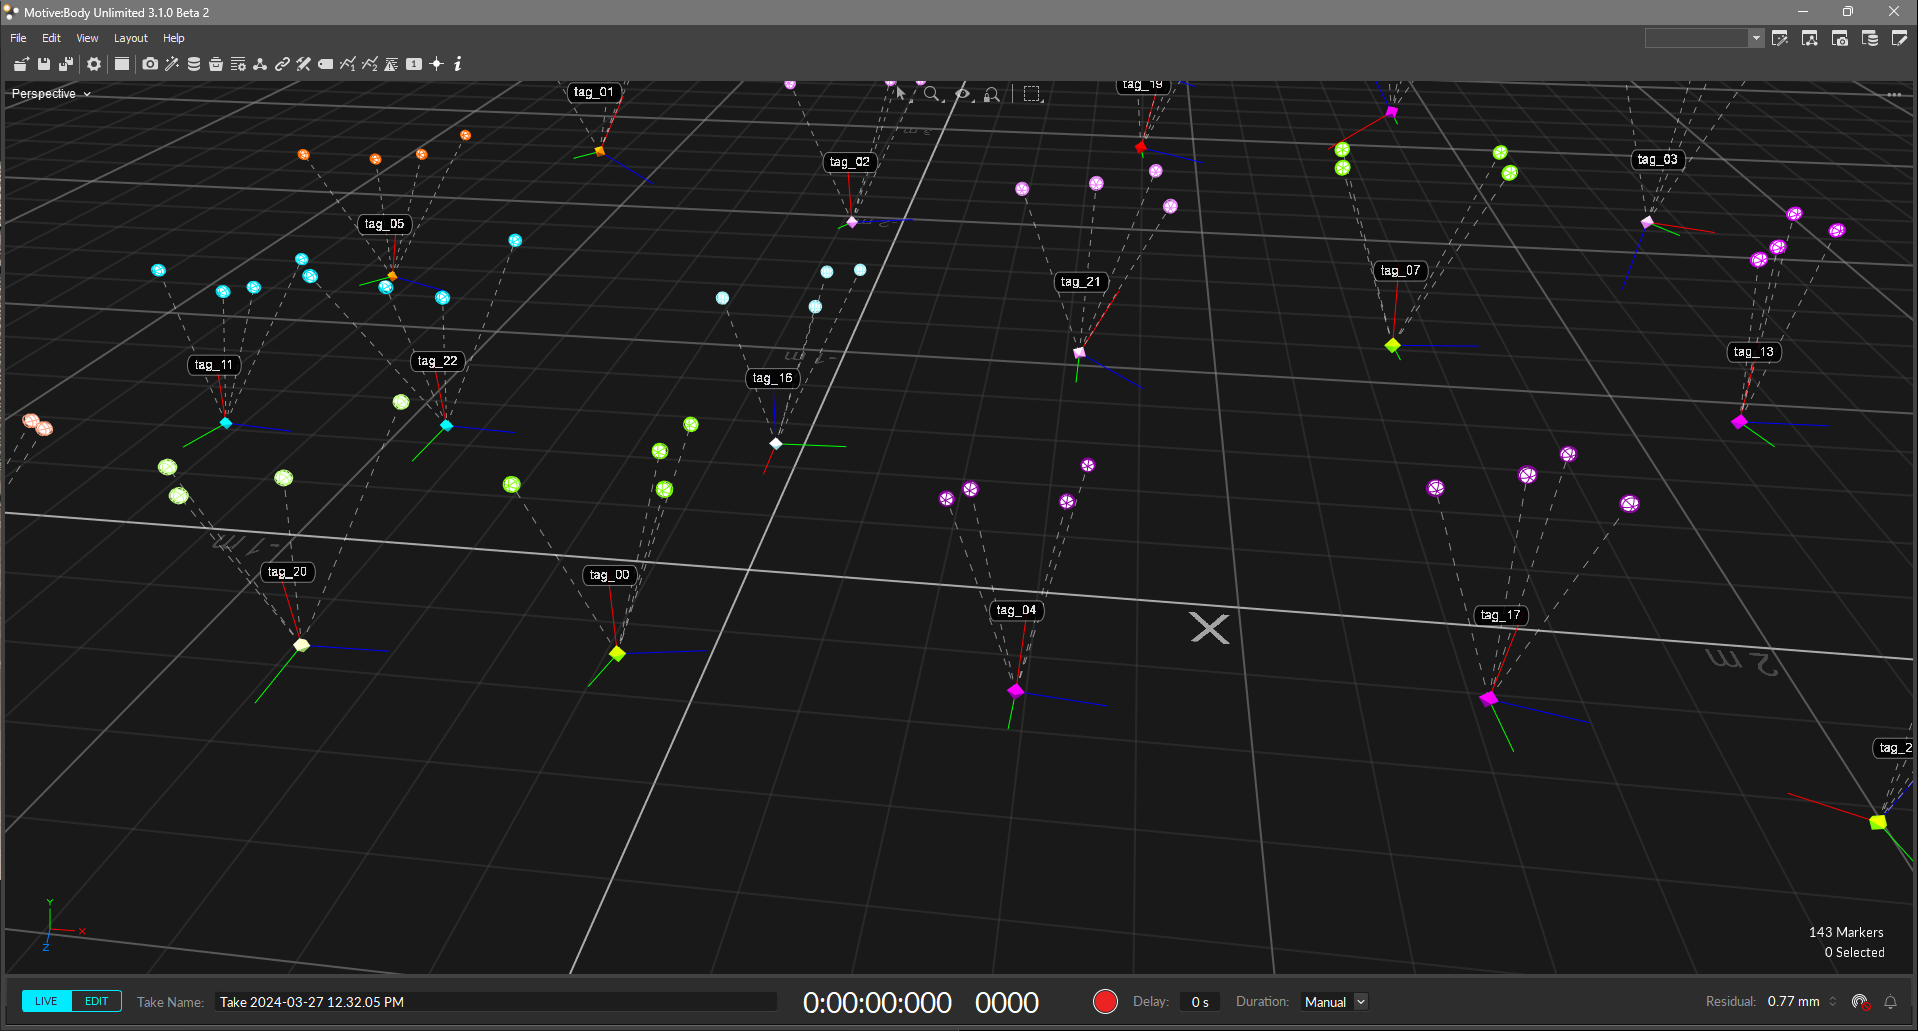 Motive:Body Unlimited 3.1.0 Beta 2
File Edit View Layout Help
1
Perspective
tag_01
tag_19
tag_02
tag_03
tag_05
tag_07
tag_21
tag_13
tag_11
tag_22
tag_16
-1 m
-1 m
tag_20
tag_00
tag_04
tag_17
2 m
Y
X
Z
X
143 Markers
0 Selected
LIVE EDIT Take Name: Take 2024-03-27 12.32.05 PM 0:00:00:000 0000 Delay: 0 s Duration: Manual Residual: 0.77 mm